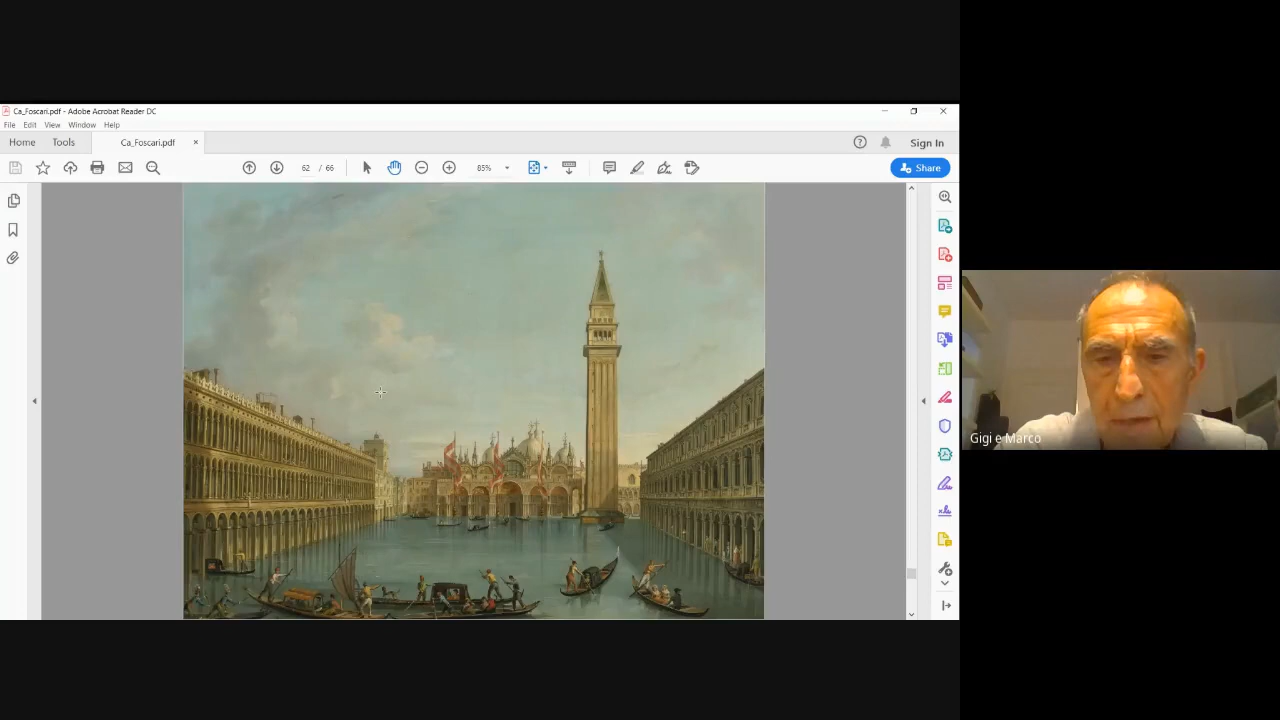 Ca_Foscari.pdf - Adobe Acrobat Reader DC
File Edit View Window Help
Home Tools Ca_Foscari.pdf × Sign In
62 / 66 85% Share
Gigi e Marco